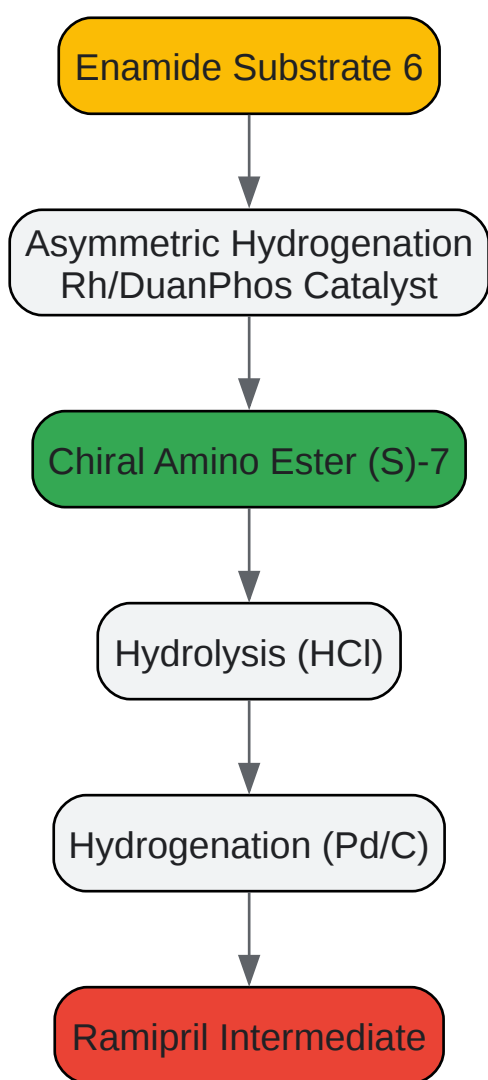 Enamide Substrate 6
Asymmetric Hydrogenation
Rh/DuanPhos Catalyst
Chiral Amino Ester (S)-7
Hydrolysis (HCl)
Hydrogenation (Pd/C)
Ramipril Intermediate